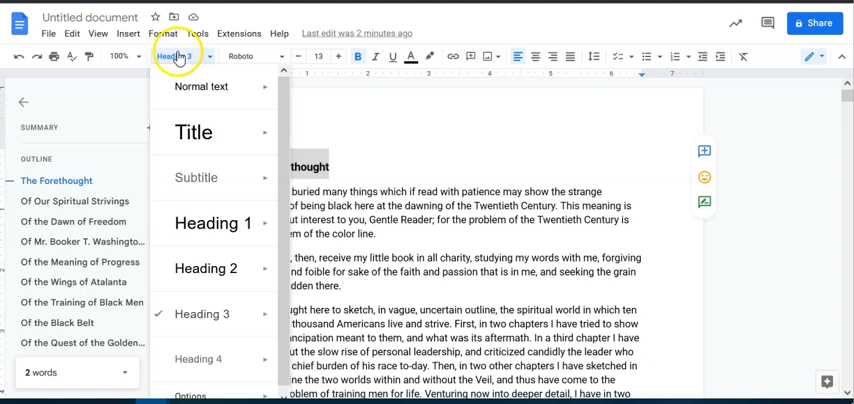 Untitled document
File Edit View Insert Format Tools Extensions Help Last edit was 2 minutes ago
Share
100% Heading 3 Roboto 13 B I U A
1 2 3 4 5 6 7
SUMMARY
OUTLINE
The Forethought
Of Our Spiritual Strivings
Of the Dawn of Freedom
Of Mr. Booker T. Washingto...
Of the Meaning of Progress
Of the Wings of Atalanta
Of the Training of Black Men
Of the Black Belt
Of the Quest of the Golden...
2 words
Normal text
Title
Subtitle
Heading 1
Heading 2
Heading 3
Heading 4
Options
thought
buried many things which if read with patience may show the strange
of being black here at the dawning of the Twentieth Century. This meaning is
ut interest to you, Gentle Reader; for the problem of the Twentieth Century is
em of the color line.
, then, receive my little book in all charity, studying my words with me, forgiving
nd foible for sake of the faith and passion that is in me, and seeking the grain
dden there.
ught here to sketch, in vague, uncertain outline, the spiritual world in which ten
thousand Americans live and strive. First, in two chapters I have tried to show
ancipation meant to them, and what was its aftermath. In a third chapter I have
ut the slow rise of personal leadership, and criticized candidly the leader who
chief burden of his race to-day. Then, in two other chapters I have sketched in
ne the two worlds within and without the Veil, and thus have come to the
oblem of training men for life. Venturing now into deeper detail, I have in two